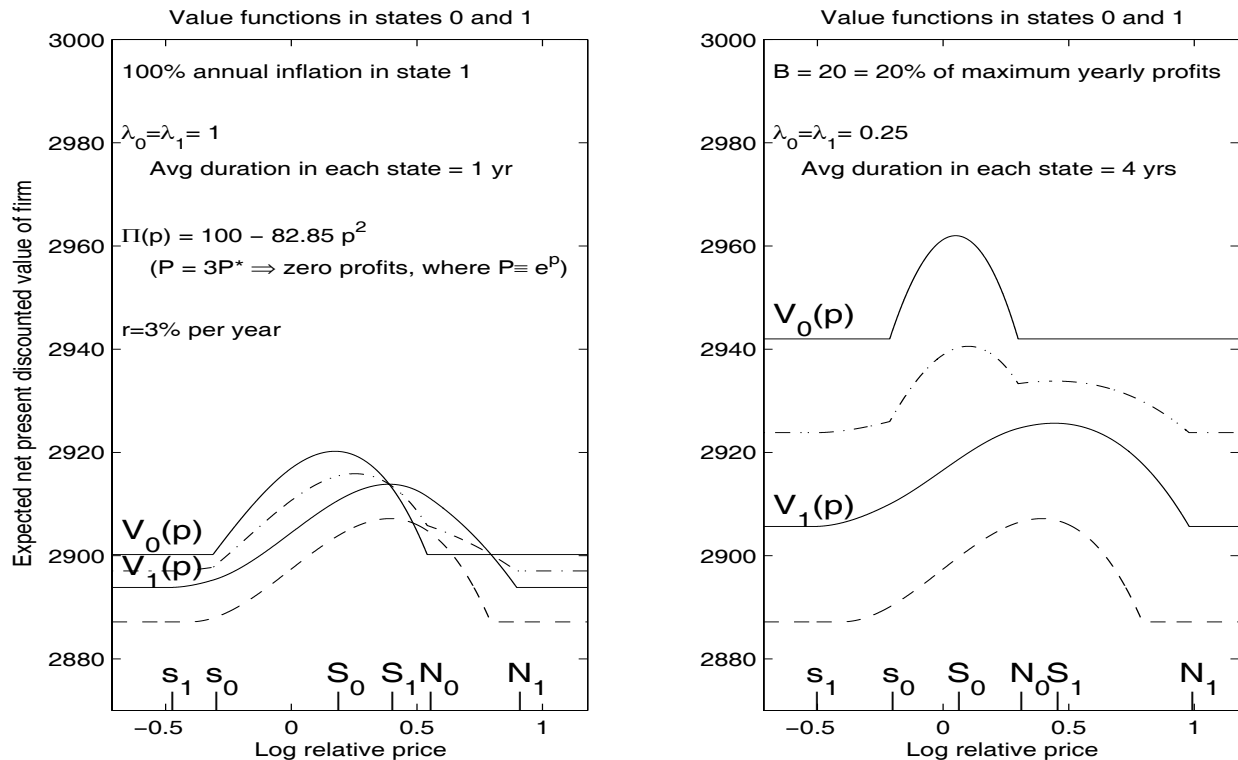 Value functions in states 0 and 1
Expected net present discounted value of firm
3000
2980
2960
2940
2920
2900
2880
100% annual inflation in state 1
λ₀=λ₁= 1
Avg duration in each state = 1 yr
Π(p) = 100 − 82.85 p²
(P = 3P* ⇒ zero profits, where P≡ eᵖ)
r=3% per year
V₀(p)
V₁(p)
s₁ s₀ S₀ S₁ N₀ N₁
−0.5 0 0.5 1
Log relative price
Value functions in states 0 and 1
3000
2980
2960
2940
2920
2900
2880
B = 20 = 20% of maximum yearly profits
λ₀=λ₁= 0.25
Avg duration in each state = 4 yrs
V₀(p)
V₁(p)
s₁ s₀ S₀ N₀ S₁ N₁
−0.5 0 0.5 1
Log relative price